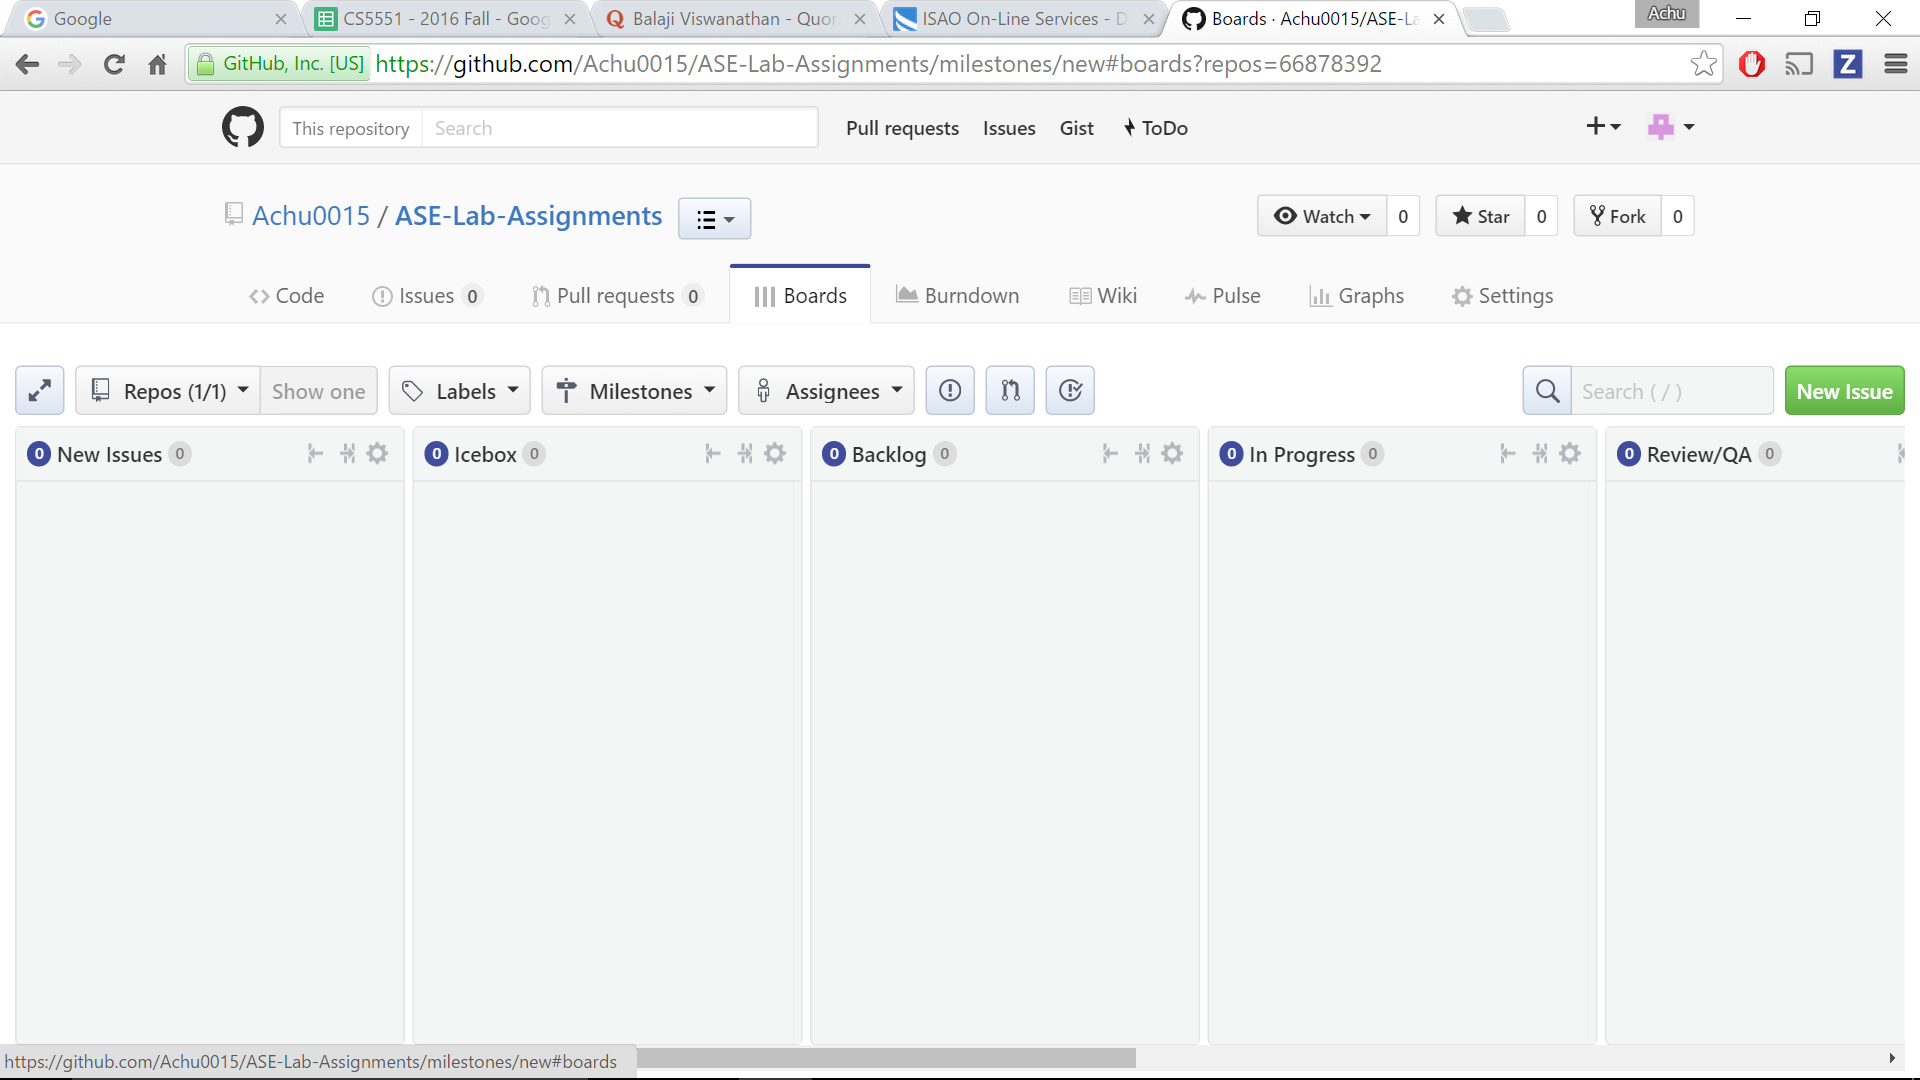 Google CS5551 - 2016 Fall - Goog Balaji Viswanathan - Quor ISAO On-Line Services - D Boards · Achu0015/ASE-La Achu
GitHub, Inc. [US] https://github.com/Achu0015/ASE-Lab-Assignments/milestones/new#boards?repos=66878392
This repository Search Pull requests Issues Gist ToDo
Achu0015 / ASE-Lab-Assignments Watch 0 Star 0 Fork 0
Code Issues 0 Pull requests 0 Boards Burndown Wiki Pulse Graphs Settings
Repos (1/1) Show one Labels Milestones Assignees Search ( / ) New Issue
0 New Issues 0 0 Icebox 0 0 Backlog 0 0 In Progress 0 0 Review/QA 0
https://github.com/Achu0015/ASE-Lab-Assignments/milestones/new#boards